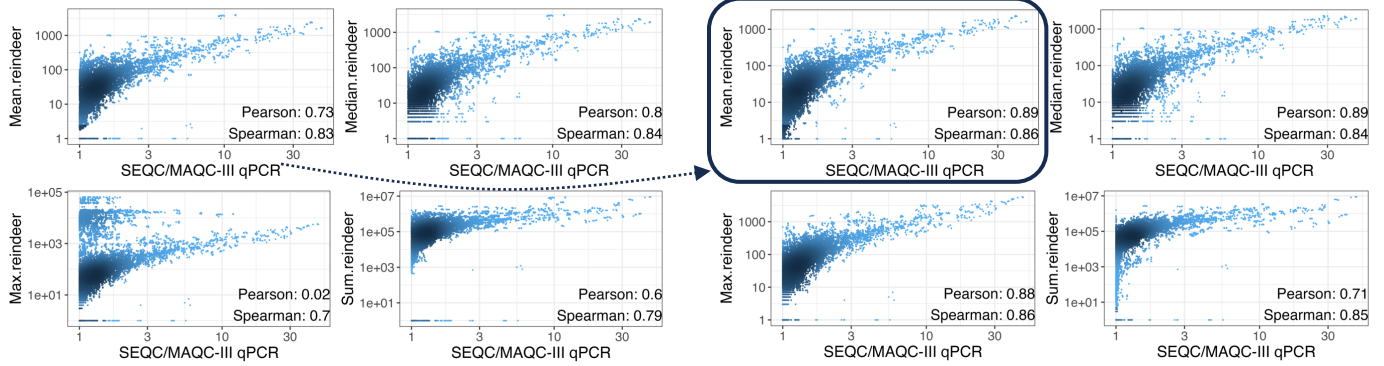 Mean.reindeer
1000
100
10
1
Pearson: 0.73
Spearman: 0.83
1
3
10
30
SEQC/MAQC-III qPCR
Median.reindeer
1000
100
10
1
Pearson: 0.8
Spearman: 0.84
1
3
10
30
SEQC/MAQC-III qPCR
Mean.reindeer
1000
100
10
1
Pearson: 0.89
Spearman: 0.86
1
3
10
30
SEQC/MAQC-III qPCR
Median.reindeer
1000
100
10
1
Pearson: 0.89
Spearman: 0.84
1
3
10
30
SEQC/MAQC-III qPCR
Max.reindeer
1e+05
1e+03
1e+01
Pearson: 0.02
Spearman: 0.7
1
3
10
30
SEQC/MAQC-III qPCR
Sum.reindeer
1e+07
1e+05
1e+03
1e+01
Pearson: 0.6
Spearman: 0.79
1
3
10
30
SEQC/MAQC-III qPCR
Max.reindeer
1000
100
10
1
Pearson: 0.88
Spearman: 0.86
1
3
10
30
SEQC/MAQC-III qPCR
Sum.reindeer
1e+07
1e+05
1e+03
1e+01
Pearson: 0.71
Spearman: 0.85
1
3
10
30
SEQC/MAQC-III qPCR